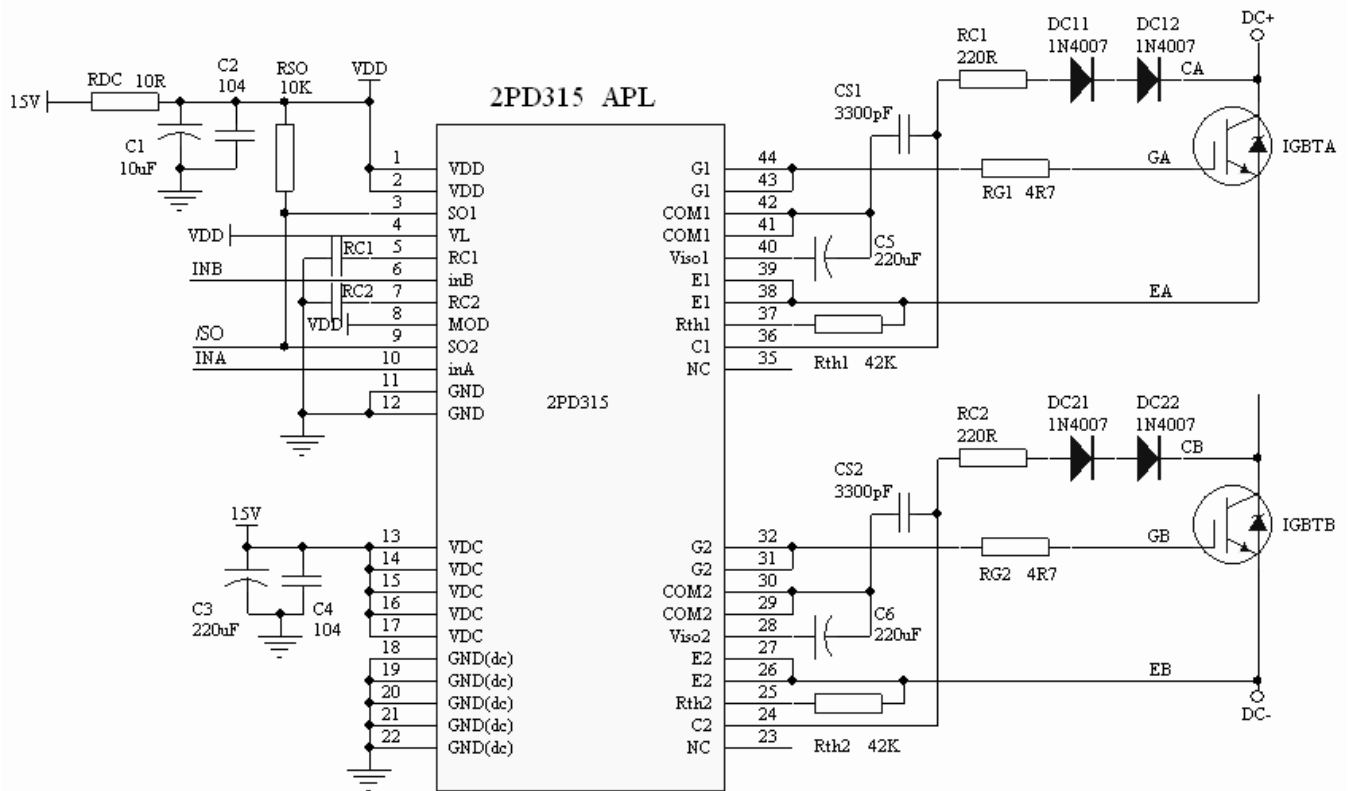 2PD315 APL
15V
RDC 10R
C2
104
RSO
10K
VDD
C1
10uF
VDD
RC1
INB
RC2
VDD
/SO
INA
15V
C3
220uF
C4
104
1 VDD
2 VDD
3 SO1
4 VL
5 RC1
6 inB
7 RC2
8 MOD
9 SO2
10 inA
11 GND
12 GND
2PD315
13 VDC
14 VDC
15 VDC
16 VDC
17 VDC
18 GND(dc)
19 GND(dc)
20 GND(dc)
21 GND(dc)
22 GND(dc)
G1 44
G1 43
COM1 42
COM1 41
Viso1 40
E1 39
E1 38
Rth1 37
C1 36
NC 35
G2 32
G2 31
COM2 30
COM2 29
Viso2 28
E2 27
E2 26
Rth2 25
C2 24
NC 23
CS1
3300pF
RC1
220R
DC11
1N4007
DC12
1N4007
DC+
CA
IGBTA
GA
RG1 4R7
C5
220uF
EA
Rth1 42K
CS2
3300pF
RC2
220R
DC21
1N4007
DC22
1N4007
CB
IGBTB
GB
RG2 4R7
C6
220uF
EB
DC-
Rth2 42K